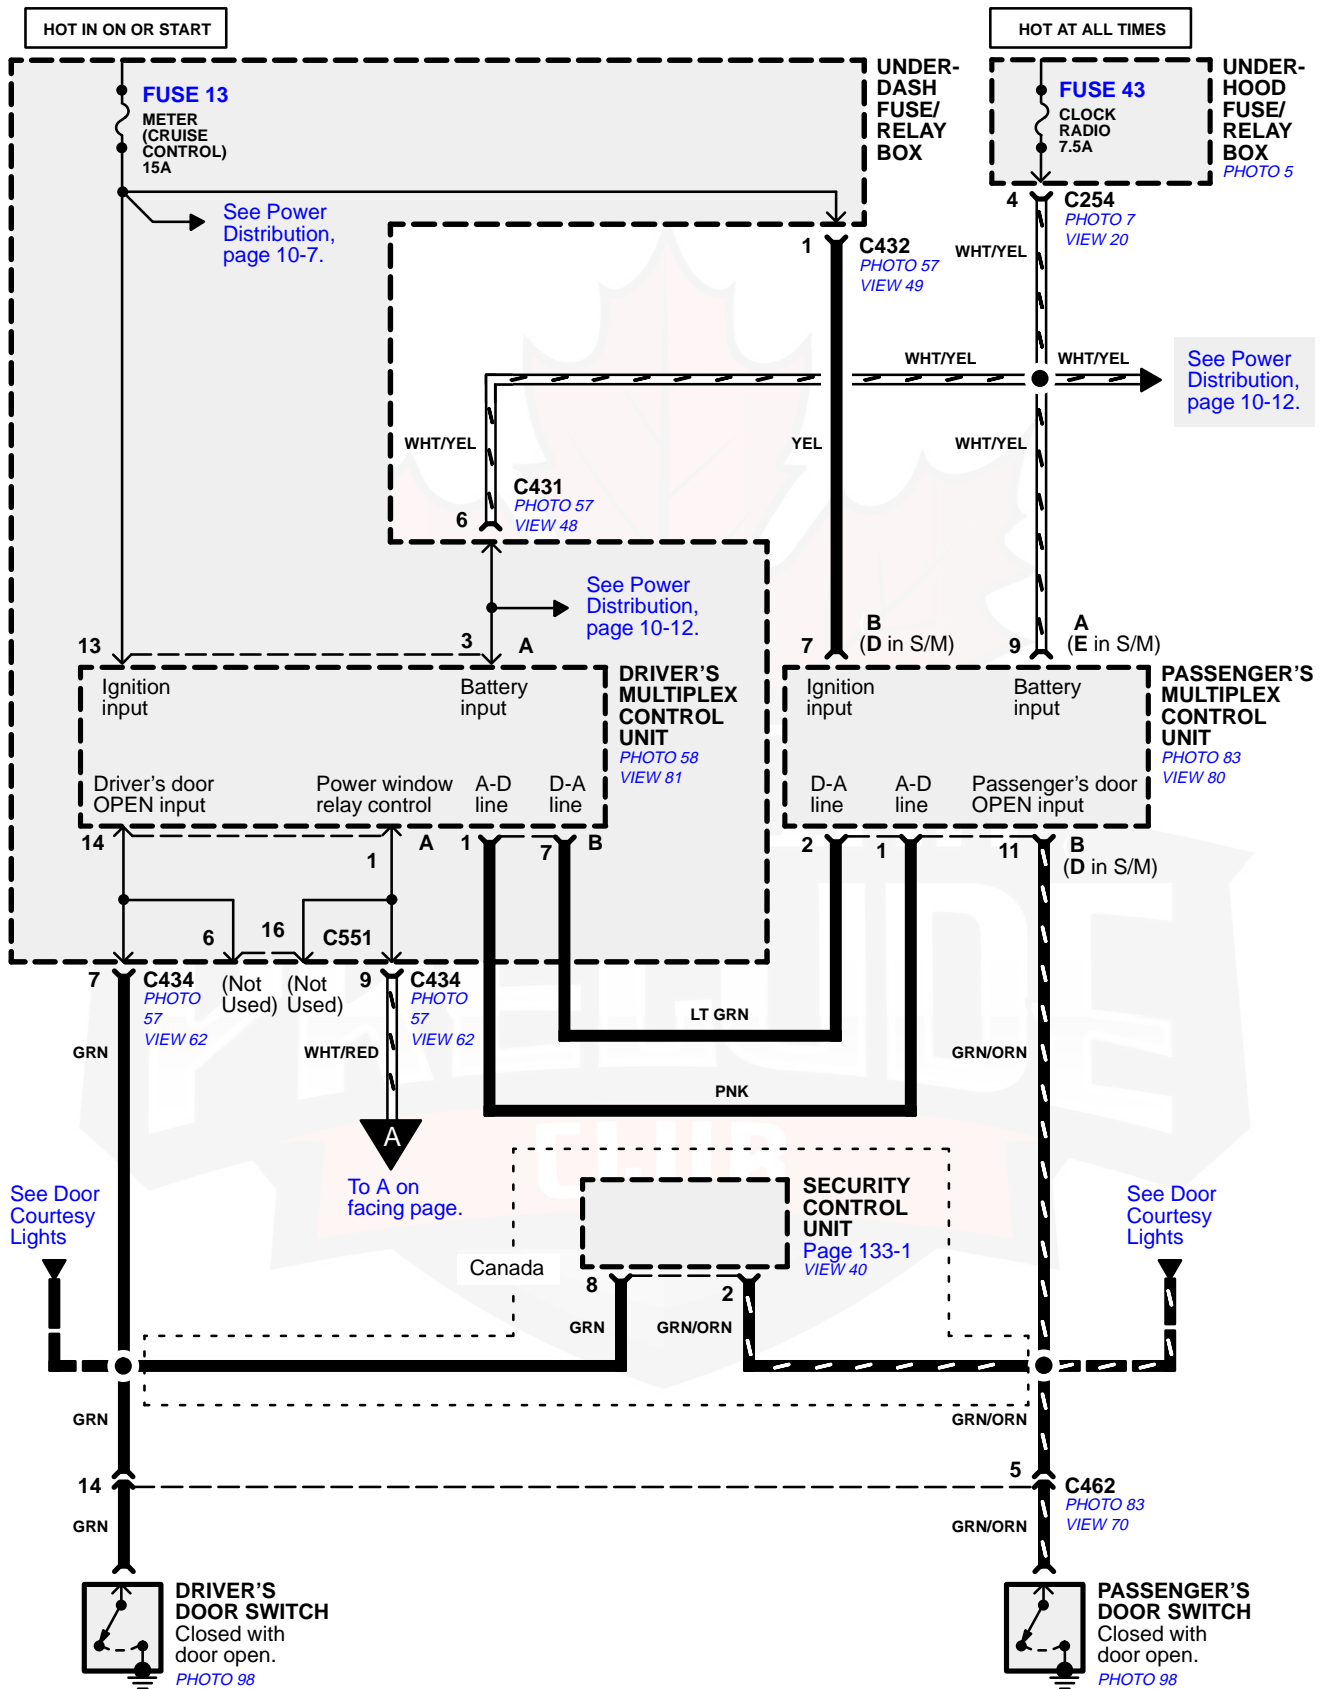 HOT IN ON OR START
HOT AT ALL TIMES
FUSE 13
METER
(CRUISE
CONTROL)
15A
UNDER-
DASH
FUSE/
RELAY
BOX
FUSE 43
CLOCK
RADIO
7.5A
UNDER-
HOOD
FUSE/
RELAY
BOX
PHOTO 5
See Power
Distribution,
page 10-7.
1
C432
PHOTO 57
VIEW 49
4
C254
PHOTO 7
VIEW 20
WHT/YEL
WHT/YEL
WHT/YEL
See Power
Distribution,
page 10-12.
WHT/YEL
YEL
WHT/YEL
C431
PHOTO 57
VIEW 48
6
See Power
Distribution,
page 10-12.
13
3
A
7
B
(D in S/M)
9
A
(E in S/M)
Ignition
input
Battery
input
DRIVER'S
MULTIPLEX
CONTROL
UNIT
PHOTO 58
VIEW 81
Ignition
input
Battery
input
PASSENGER'S
MULTIPLEX
CONTROL
UNIT
PHOTO 83
VIEW 80
Driver's door
OPEN input
Power window
relay control
A-D
line
D-A
line
D-A
line
A-D
line
Passenger's door
OPEN input
14
1
A
1
7
B
2
1
11
B
(D in S/M)
6
16
C551
7
C434
PHOTO
57
VIEW 62
(Not
Used)
(Not
Used)
9
C434
PHOTO
57
VIEW 62
LT GRN
GRN
WHT/RED
GRN/ORN
PNK
PRELUDE
CLUB
A
To A on
facing page.
See Door
Courtesy
Lights
SECURITY
CONTROL
UNIT
Page 133-1
VIEW 40
See Door
Courtesy
Lights
Canada
8
2
GRN
GRN/ORN
GRN
GRN/ORN
14
5
C462
PHOTO 83
VIEW 70
GRN
GRN/ORN
DRIVER'S
DOOR SWITCH
Closed with
door open.
PHOTO 98
PASSENGER'S
DOOR SWITCH
Closed with
door open.
PHOTO 98